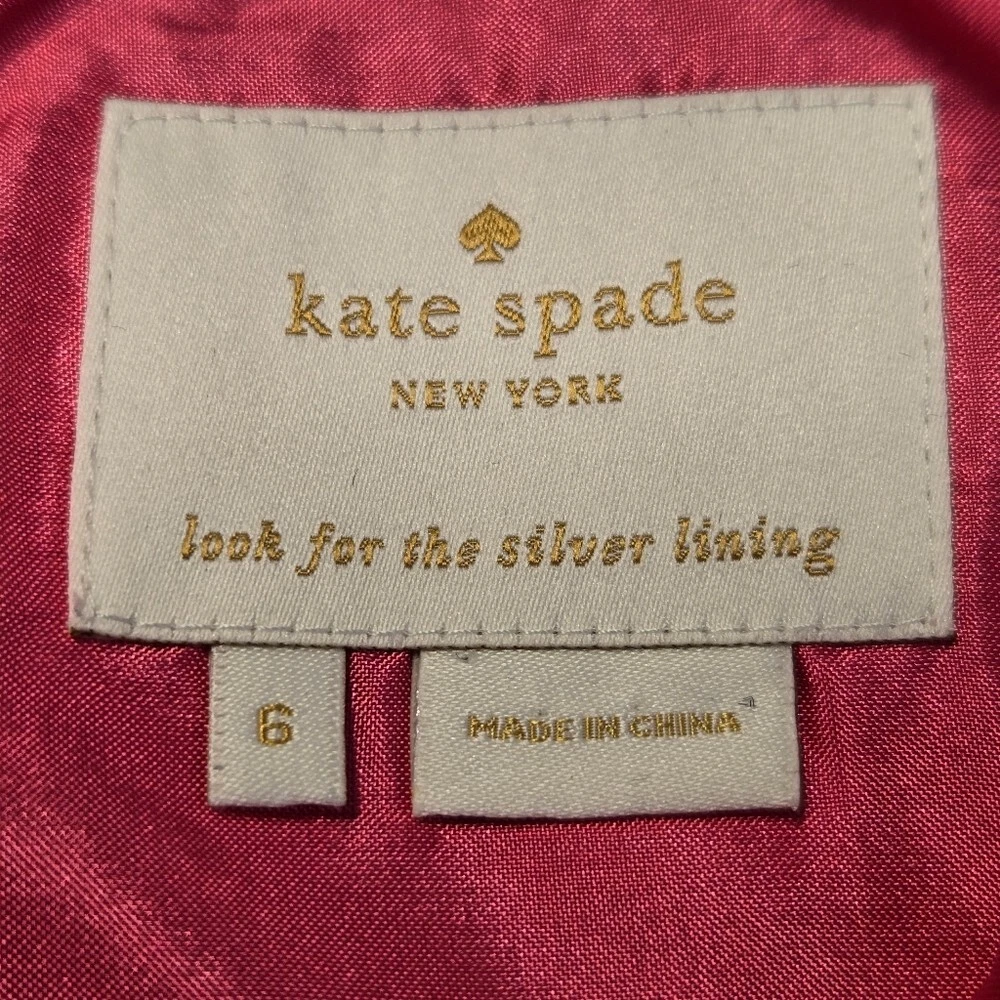 kate spade
NEW YORK
look for the silver lining
6
MADE IN CHINA